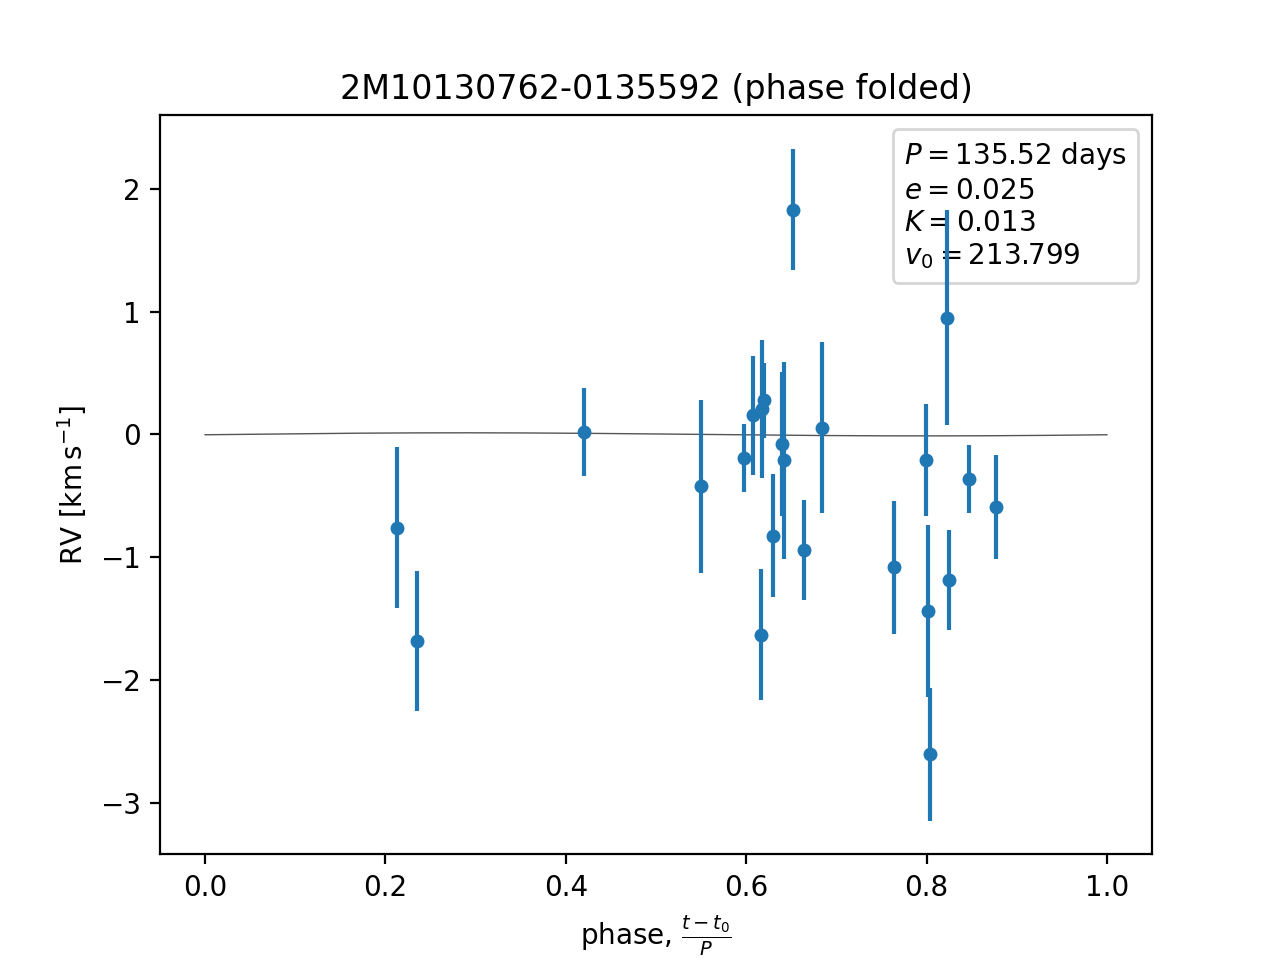 2M10130762-0135592 (phase folded)
P = 135.52 days
e = 0.025
K = 0.013
v₀ = 213.799
RV [km s⁻¹]
2
1
0
−1
−2
−3
0.0 0.2 0.4 0.6 0.8 1.0
phase, (t − t₀)/P